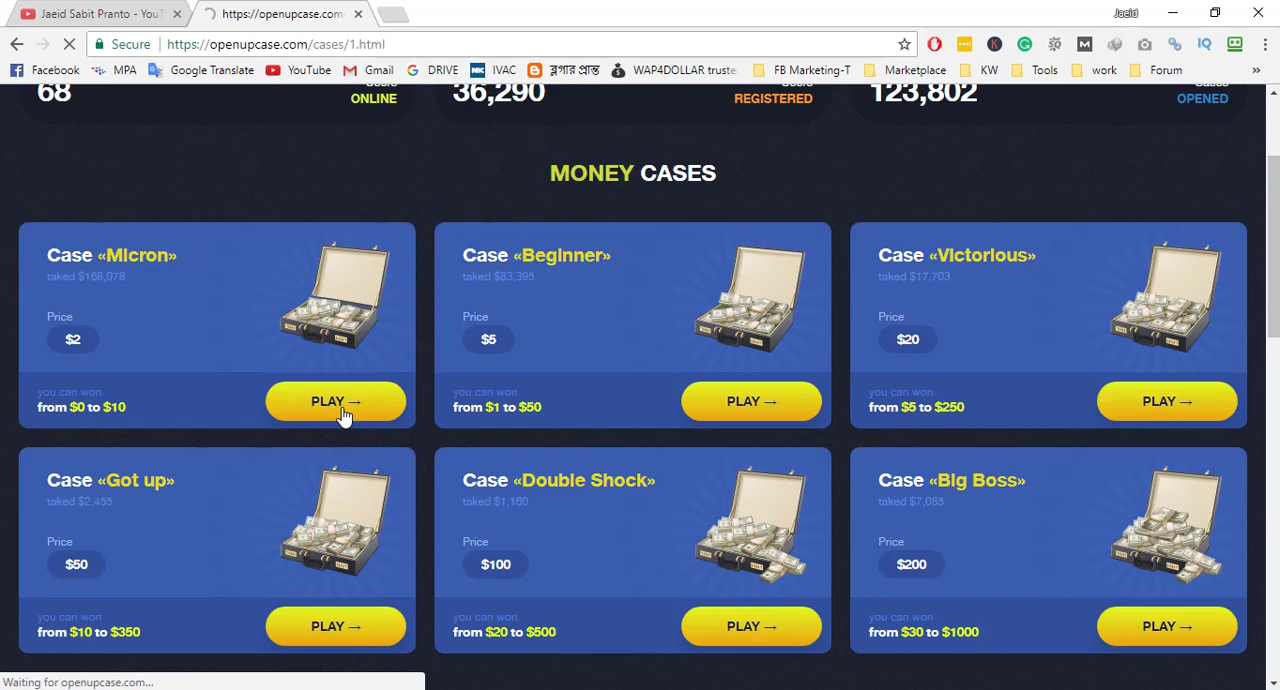 Jaeid Sabit Pranto - YouT
https://openupcase.com
Jaeid
Secure https://openupcase.com/cases/1.html
Facebook MPA Google Translate YouTube Gmail DRIVE IVAC ব্লগার প্রান্ত WAP4DOLLAR truste FB Marketing-T Marketplace KW Tools work Forum »
68 ONLINE
36,290 REGISTERED
123,802 OPENED
MONEY CASES
Case «Micron»
taked $168,078
Price
$2
you can won
from $0 to $10
PLAY →
Case «Beginner»
taked $83,395
Price
$5
you can won
from $1 to $50
PLAY →
Case «Victorious»
taked $17,703
Price
$20
you can won
from $5 to $250
PLAY →
Case «Got up»
taked $2,455
Price
$50
you can won
from $10 to $350
PLAY →
Case «Double Shock»
taked $1,160
Price
$100
you can won
from $20 to $500
PLAY →
Case «Big Boss»
taked $7,085
Price
$200
you can won
from $30 to $1000
PLAY →
Waiting for openupcase.com...